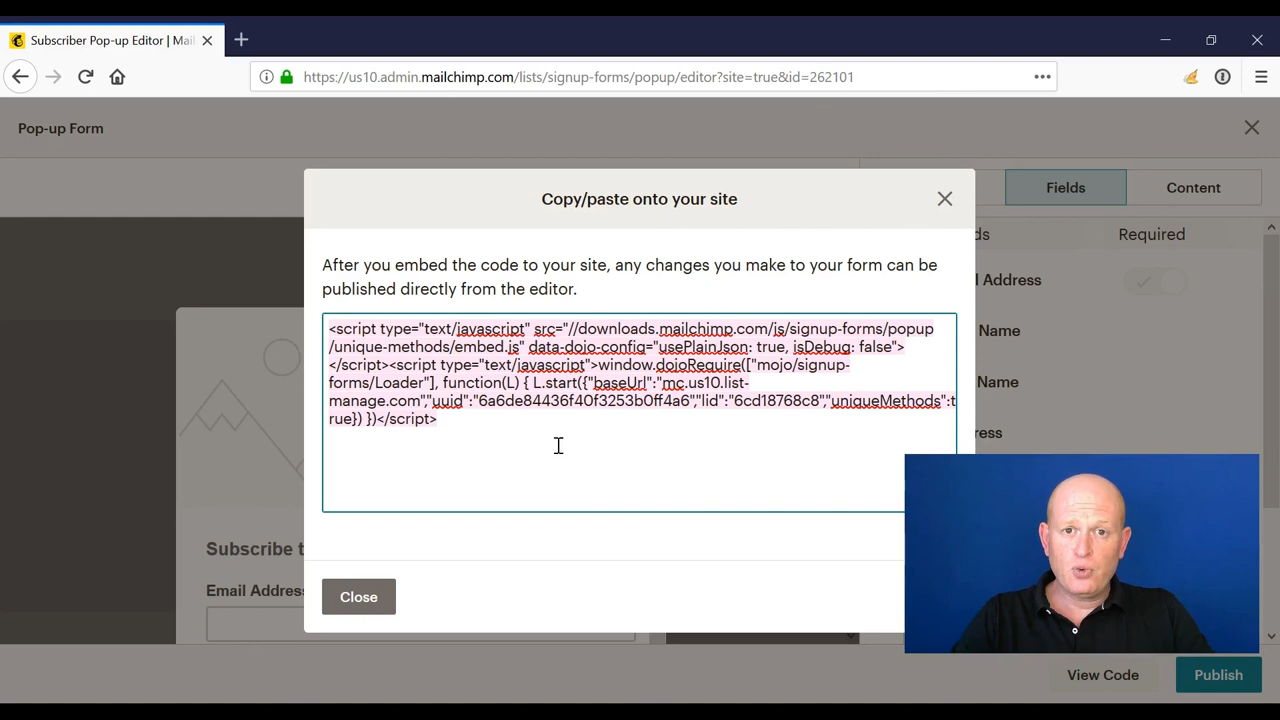 Subscriber Pop-up Editor | Mai
https://us10.admin.mailchimp.com/lists/signup-forms/popup/editor?site=true&id=262101
Pop-up Form
Copy/paste onto your site
Fields
Content
ds
Required
After you embed the code to your site, any changes you make to your form can be
published directly from the editor.
l Address
Name
Name
ress
<script type="text/javascript" src="//downloads.mailchimp.com/js/signup-forms/popup
/unique-methods/embed.js" data-dojo-config="usePlainJson: true, isDebug: false">
</script><script type="text/javascript">window.dojoRequire(["mojo/signup-
forms/Loader"], function(L) { L.start({"baseUrl":"mc.us10.list-
manage.com","uuid":"6a6de84436f40f3253b0ff4a6","lid":"6cd18768c8","uniqueMethods":t
rue}) })</script>
Subscribe t
Email Addres
Close
View Code
Publish